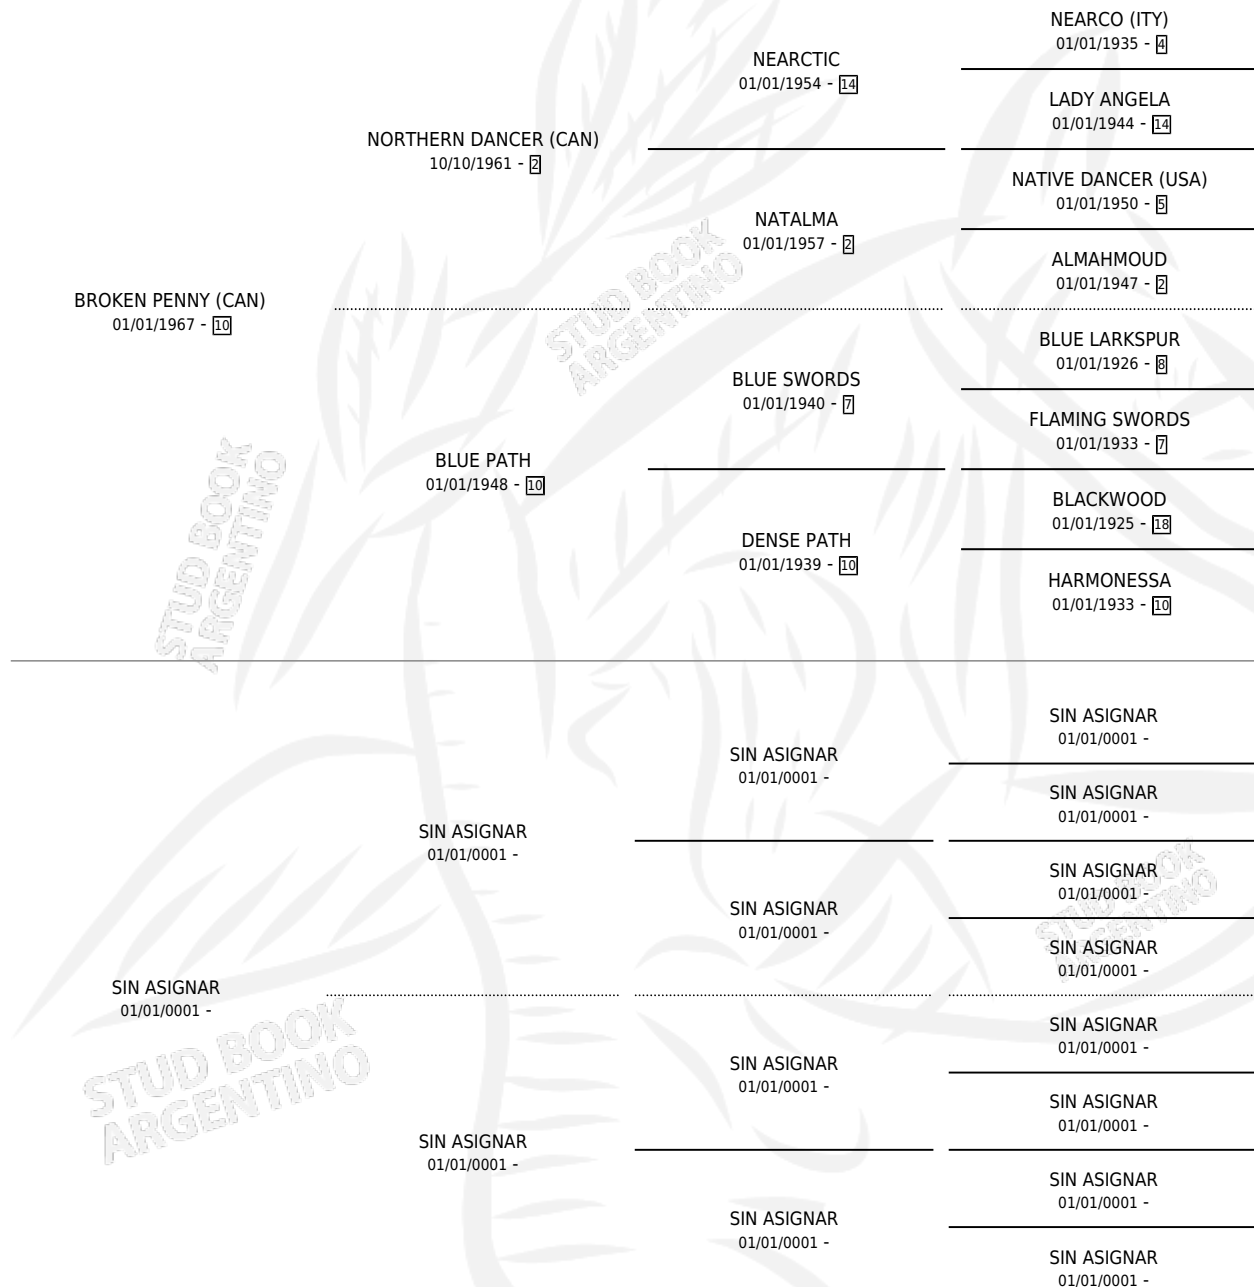 NEARCO (ITY)
01/01/1935 - 4
NEARCTIC
01/01/1954 - 14
LADY ANGELA
01/01/1944 - 14
NORTHERN DANCER (CAN)
10/10/1961 - 2
NATIVE DANCER (USA)
01/01/1950 - 5
NATALMA
01/01/1957 - 2
ALMAHMOUD
01/01/1947 - 2
BROKEN PENNY (CAN)
01/01/1967 - 10
STUD BOOK
ARGENTINO
BLUE LARKSPUR
01/01/1926 - 8
BLUE SWORDS
01/01/1940 - 7
FLAMING SWORDS
01/01/1933 - 7
BLUE PATH
01/01/1948 - 10
BLACKWOOD
01/01/1925 - 18
DENSE PATH
01/01/1939 - 10
HARMONESSA
01/01/1933 - 10
STUD BOOK
ARGENTINO
SIN ASIGNAR
01/01/0001 -
SIN ASIGNAR
01/01/0001 -
SIN ASIGNAR
01/01/0001 -
SIN ASIGNAR
01/01/0001 -
SIN ASIGNAR
01/01/0001 -
SIN ASIGNAR
01/01/0001 -
SIN ASIGNAR
01/01/0001 -
STUD BOOK
ARGENTINO
SIN ASIGNAR
01/01/0001 -
STUD BOOK
ARGENTINO
SIN ASIGNAR
01/01/0001 -
SIN ASIGNAR
01/01/0001 -
SIN ASIGNAR
01/01/0001 -
SIN ASIGNAR
01/01/0001 -
SIN ASIGNAR
01/01/0001 -
SIN ASIGNAR
01/01/0001 -
SIN ASIGNAR
01/01/0001 -